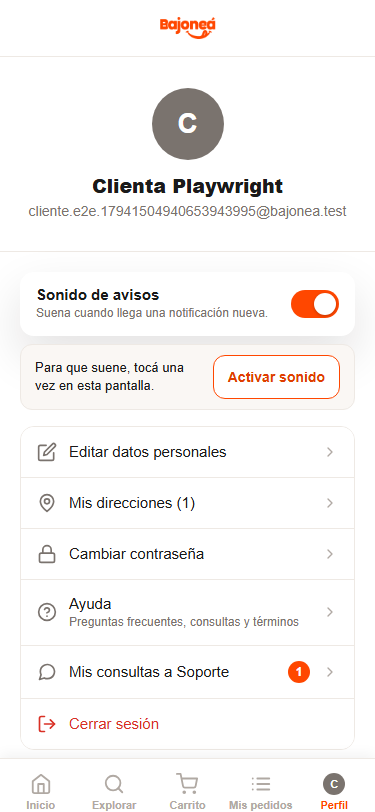 Bajoneá
C
Clienta Playwright
cliente.e2e.17941504940653943995@bajonea.test
Sonido de avisos
Suena cuando llega una notificación nueva.
Para que suene, tocá una
vez en esta pantalla.
Activar sonido
Editar datos personales
Mis direcciones (1)
Cambiar contraseña
Ayuda
Preguntas frecuentes, consultas y términos
Mis consultas a Soporte
1
Cerrar sesión
Inicio
Explorar
Carrito
Mis pedidos
C
Perfil